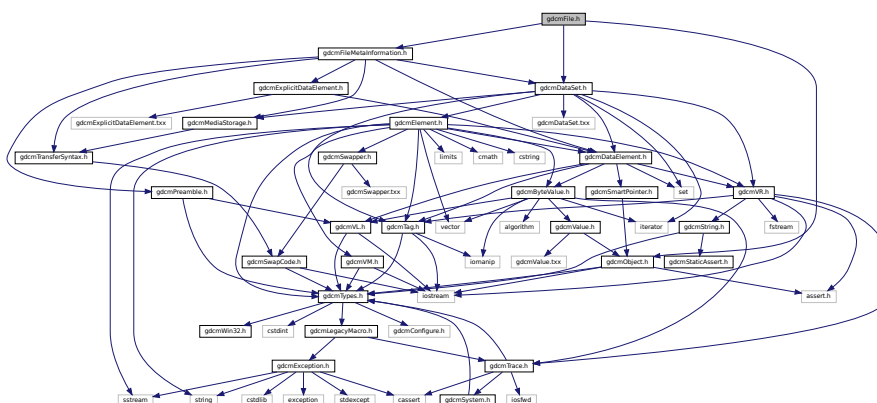 gdcmFile.h
gdcmFileMetaInformation.h
gdcmExplicitDataElement.h gdcmDataSet.h
gdcmExplicitDataElement.txx gdcmMediaStorage.h gdcmElement.h gdcmDataSet.txx
gdcmTransferSyntax.h gdcmSwapper.h limits cmath cstring gdcmDataElement.h
gdcmPreamble.h gdcmSwapper.txx gdcmByteValue.h gdcmSmartPointer.h set gdcmVR.h
gdcmVL.h gdcmTag.h vector algorithm gdcmValue.h iterator gdcmString.h fstream
gdcmSwapCode.h gdcmVM.h iomanip gdcmValue.txx gdcmObject.h gdcmStaticAssert.h
gdcmTypes.h iostream assert.h
gdcmWin32.h cstdint gdcmLegacyMacro.h gdcmConfigure.h
gdcmException.h gdcmTrace.h
sstream string cstdlib exception stdexcept cassert gdcmSystem.h iosfwd